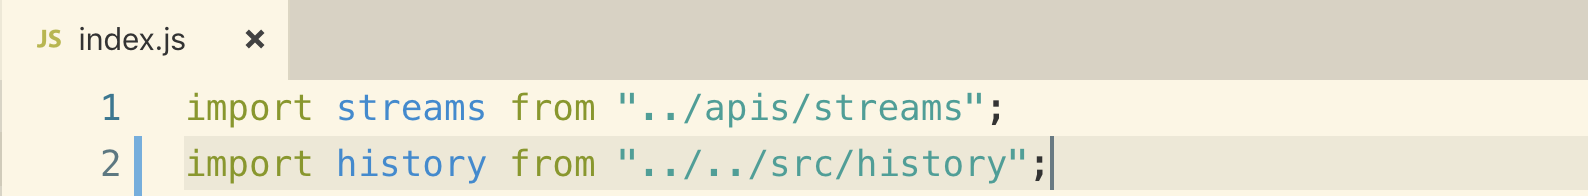 JS index.js ×
1 import streams from "../apis/streams";
2 import history from "../../src/history";